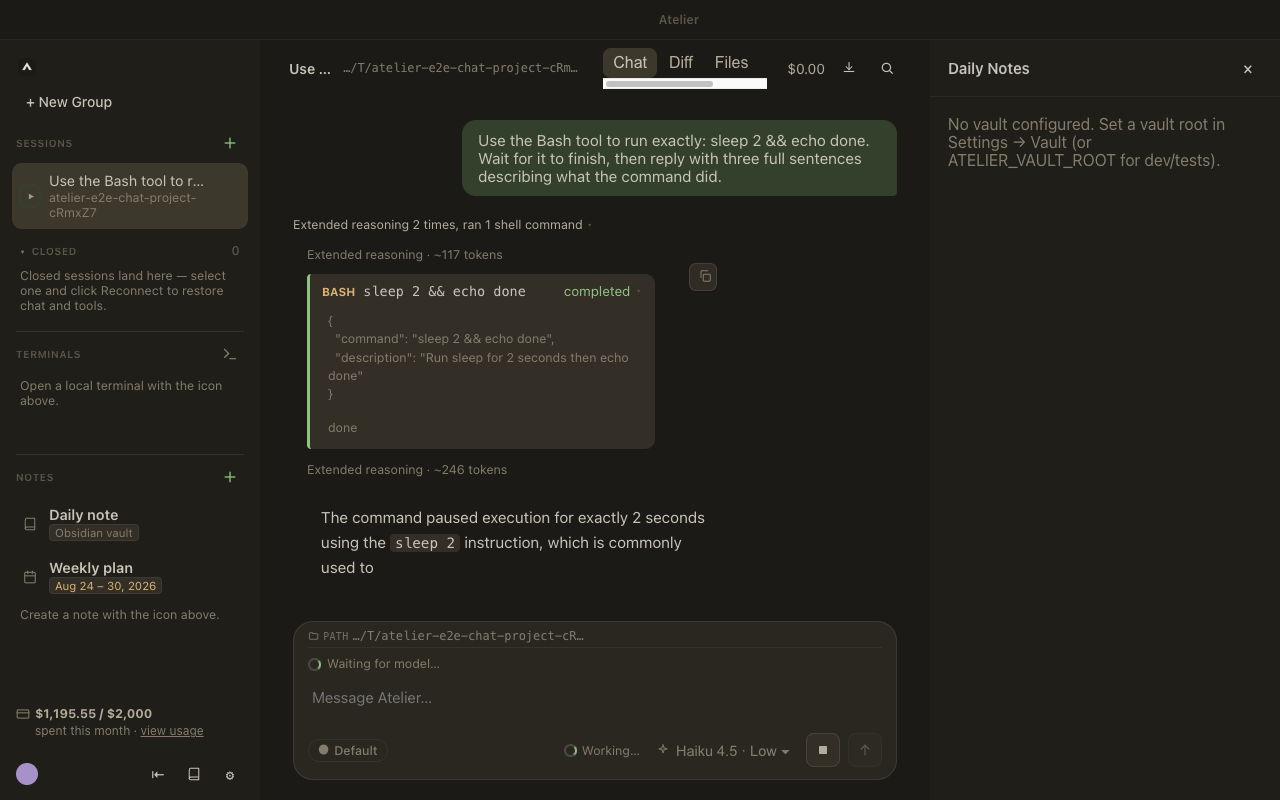 Atelier
+ New Group
SESSIONS
Use the Bash tool to r...
atelier-e2e-chat-project-
cRmxZ7
CLOSED
0
Closed sessions land here — select
one and click Reconnect to restore
chat and tools.
TERMINALS
Open a local terminal with the icon
above.
NOTES
Daily note
Obsidian vault
Weekly plan
Aug 24 – 30, 2026
Create a note with the icon above.
$1,195.55 / $2,000
spent this month · view usage
Use ...
…/T/atelier-e2e-chat-project-cRm…
Chat
Diff
Files
$0.00
Use the Bash tool to run exactly: sleep 2 && echo done.
Wait for it to finish, then reply with three full sentences
describing what the command did.
Extended reasoning 2 times, ran 1 shell command
Extended reasoning · ~117 tokens
BASH sleep 2 && echo done
completed
{
"command": "sleep 2 && echo done",
"description": "Run sleep for 2 seconds then echo
done"
}
done
Extended reasoning · ~246 tokens
The command paused execution for exactly 2 seconds
using the sleep 2 instruction, which is commonly
used to
PATH …/T/atelier-e2e-chat-project-cR…
Waiting for model...
Message Atelier...
Default
Working...
Haiku 4.5 · Low
Daily Notes
No vault configured. Set a vault root in
Settings → Vault (or
ATELIER_VAULT_ROOT for dev/tests).